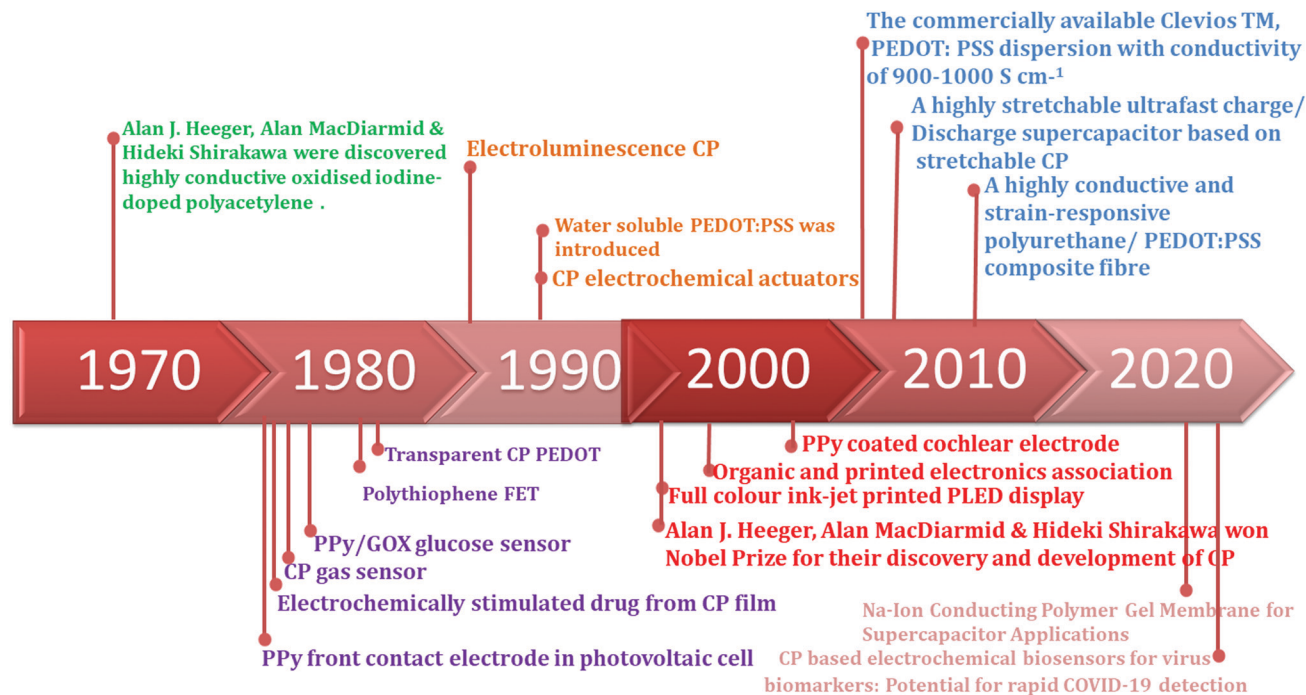 The commercially available Clevios TM,
PEDOT: PSS dispersion with conductivity
of 900-1000 S cm-¹
A highly stretchable ultrafast charge/
Discharge supercapacitor based on
stretchable CP
A highly conductive and
strain-responsive
polyurethane/ PEDOT:PSS
composite fibre
Alan J. Heeger, Alan MacDiarmid &
Hideki Shirakawa were discovered
highly conductive oxidised iodine-
doped polyacetylene .
Electroluminescence CP
Water soluble PEDOT:PSS was
introduced
CP electrochemical actuators
1970
1980
1990
2000
2010
2020
Transparent CP PEDOT
Polythiophene FET
PPy/GOX glucose sensor
CP gas sensor
Electrochemically stimulated drug from CP film
PPy front contact electrode in photovoltaic cell
PPy coated cochlear electrode
Organic and printed electronics association
Full colour ink-jet printed PLED display
Alan J. Heeger, Alan MacDiarmid & Hideki Shirakawa won
Nobel Prize for their discovery and development of CP
Na-Ion Conducting Polymer Gel Membrane for
Supercapacitor Applications
CP based electrochemical biosensors for virus
biomarkers: Potential for rapid COVID-19 detection